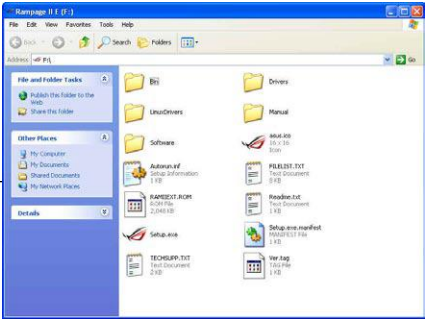 Rampage II E (F:)
File Edit View Favorites Tools Help
Back Search Folders
Address F:\ Go
File and Folder Tasks
Publish this folder to the
Web
Share this folder
Other Places
My Computer
My Documents
Shared Documents
My Network Places
Details
Bin
Drivers
LinuxDrivers
Manual
Software
asus.ico
16 x 16
Icon
Autorun.inf
Setup Information
1 KB
FILELIST.TXT
Text Document
RAMIIEXT.ROM
ROM File
2,048 KB
Readme.txt
Text Document
1 KB
Setup.exe
Setup.exe.manifest
MANIFEST File
1 KB
TECHSUPP.TXT
Text Document
2 KB
Ver.tag
TAG File
1 KB